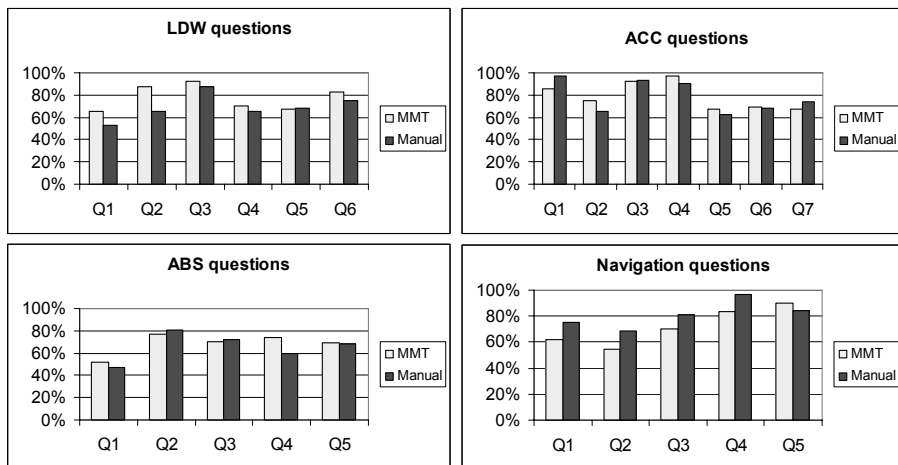 LDW questions
100%
80%
60%
40%
20%
0%
Q1 Q2 Q3 Q4 Q5 Q6
MMT
Manual
ACC questions
100%
80%
60%
40%
20%
0%
Q1 Q2 Q3 Q4 Q5 Q6 Q7
MMT
Manual
ABS questions
100%
80%
60%
40%
20%
0%
Q1 Q2 Q3 Q4 Q5
MMT
Manual
Navigation questions
100%
80%
60%
40%
20%
0%
Q1 Q2 Q3 Q4 Q5
MMT
Manual